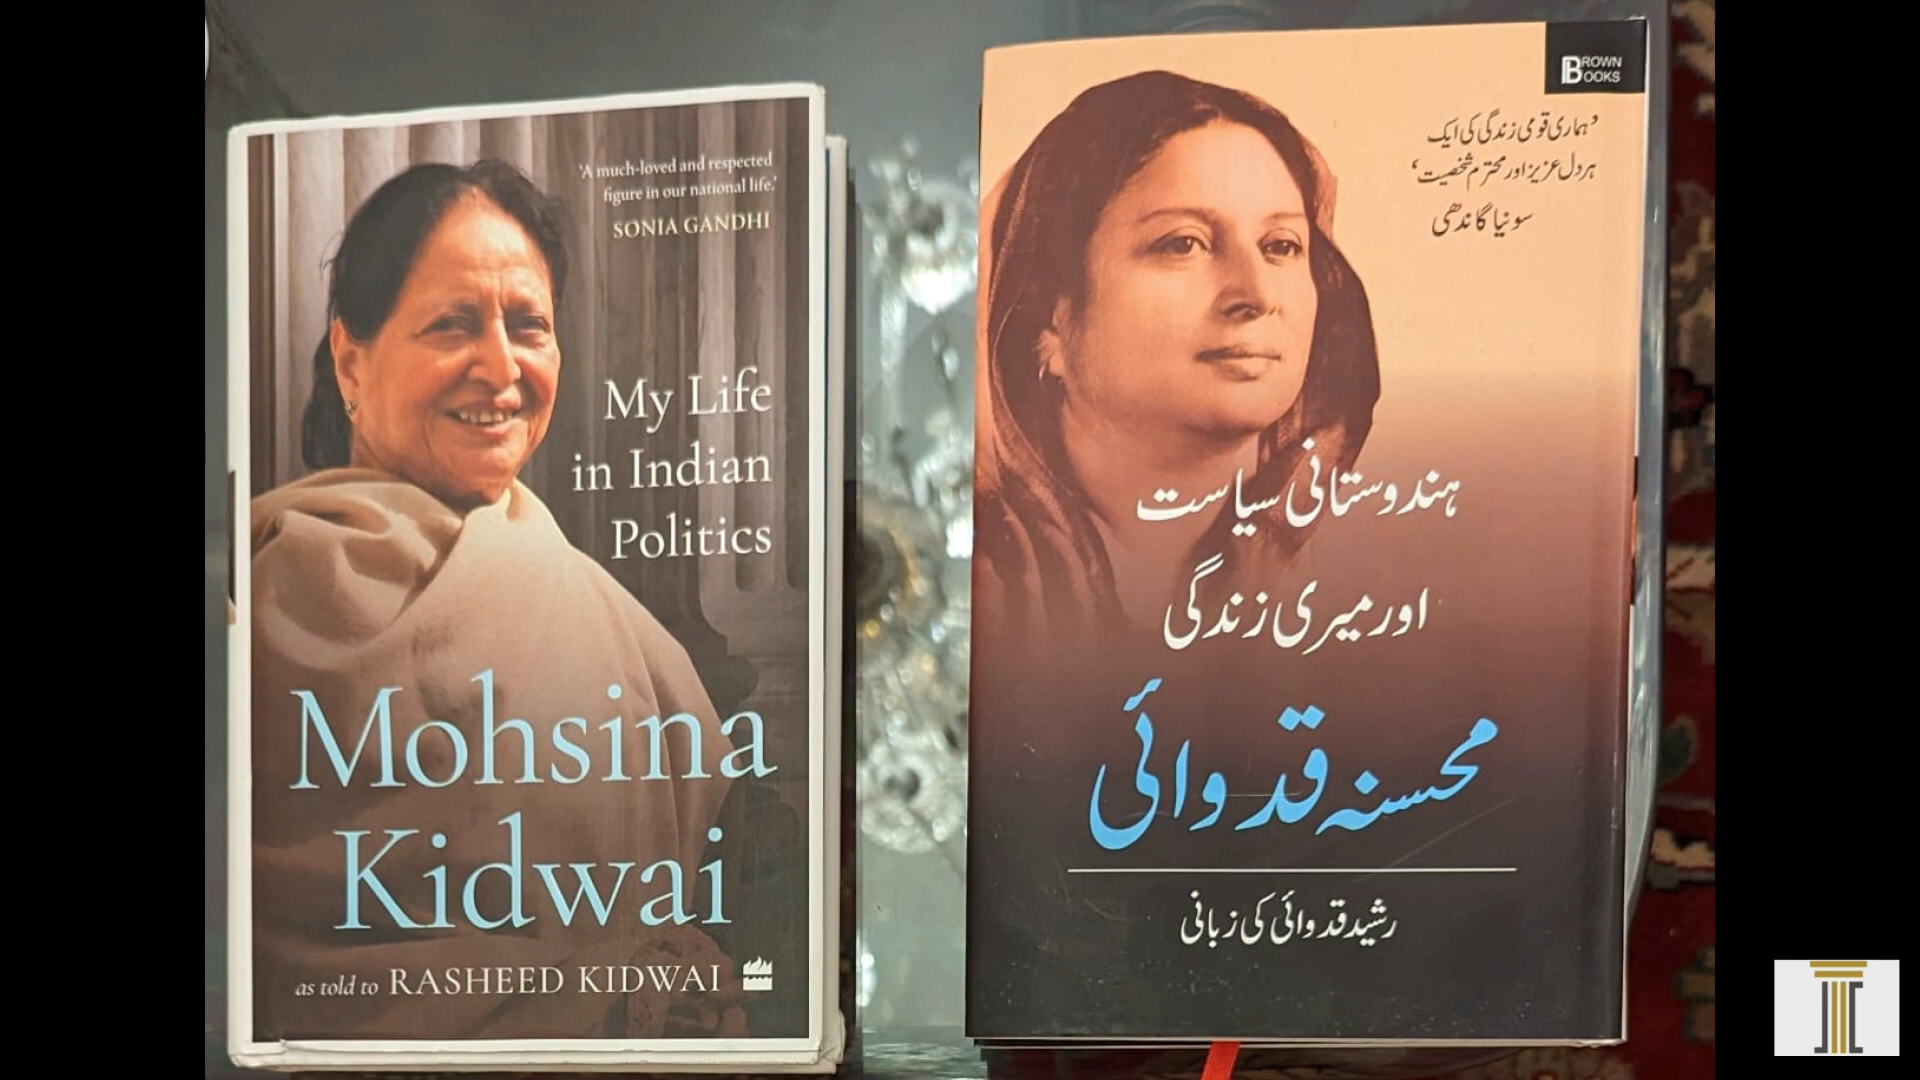 'A much-loved and respected
figure in our national life.'
SONIA GANDHI
My Life
in Indian
Politics
Mohsina
Kidwai
as told to RASHEED KIDWAI
BROWN
BOOKS
’ہماری قومی زندگی کی ایک
ہر دل عزیز اور محترم شخصیت‘
سونیا گاندھی
ہندوستانی سیاست
اور میری زندگی
محسنہ قدوائی
رشید قدوائی کی زبانی